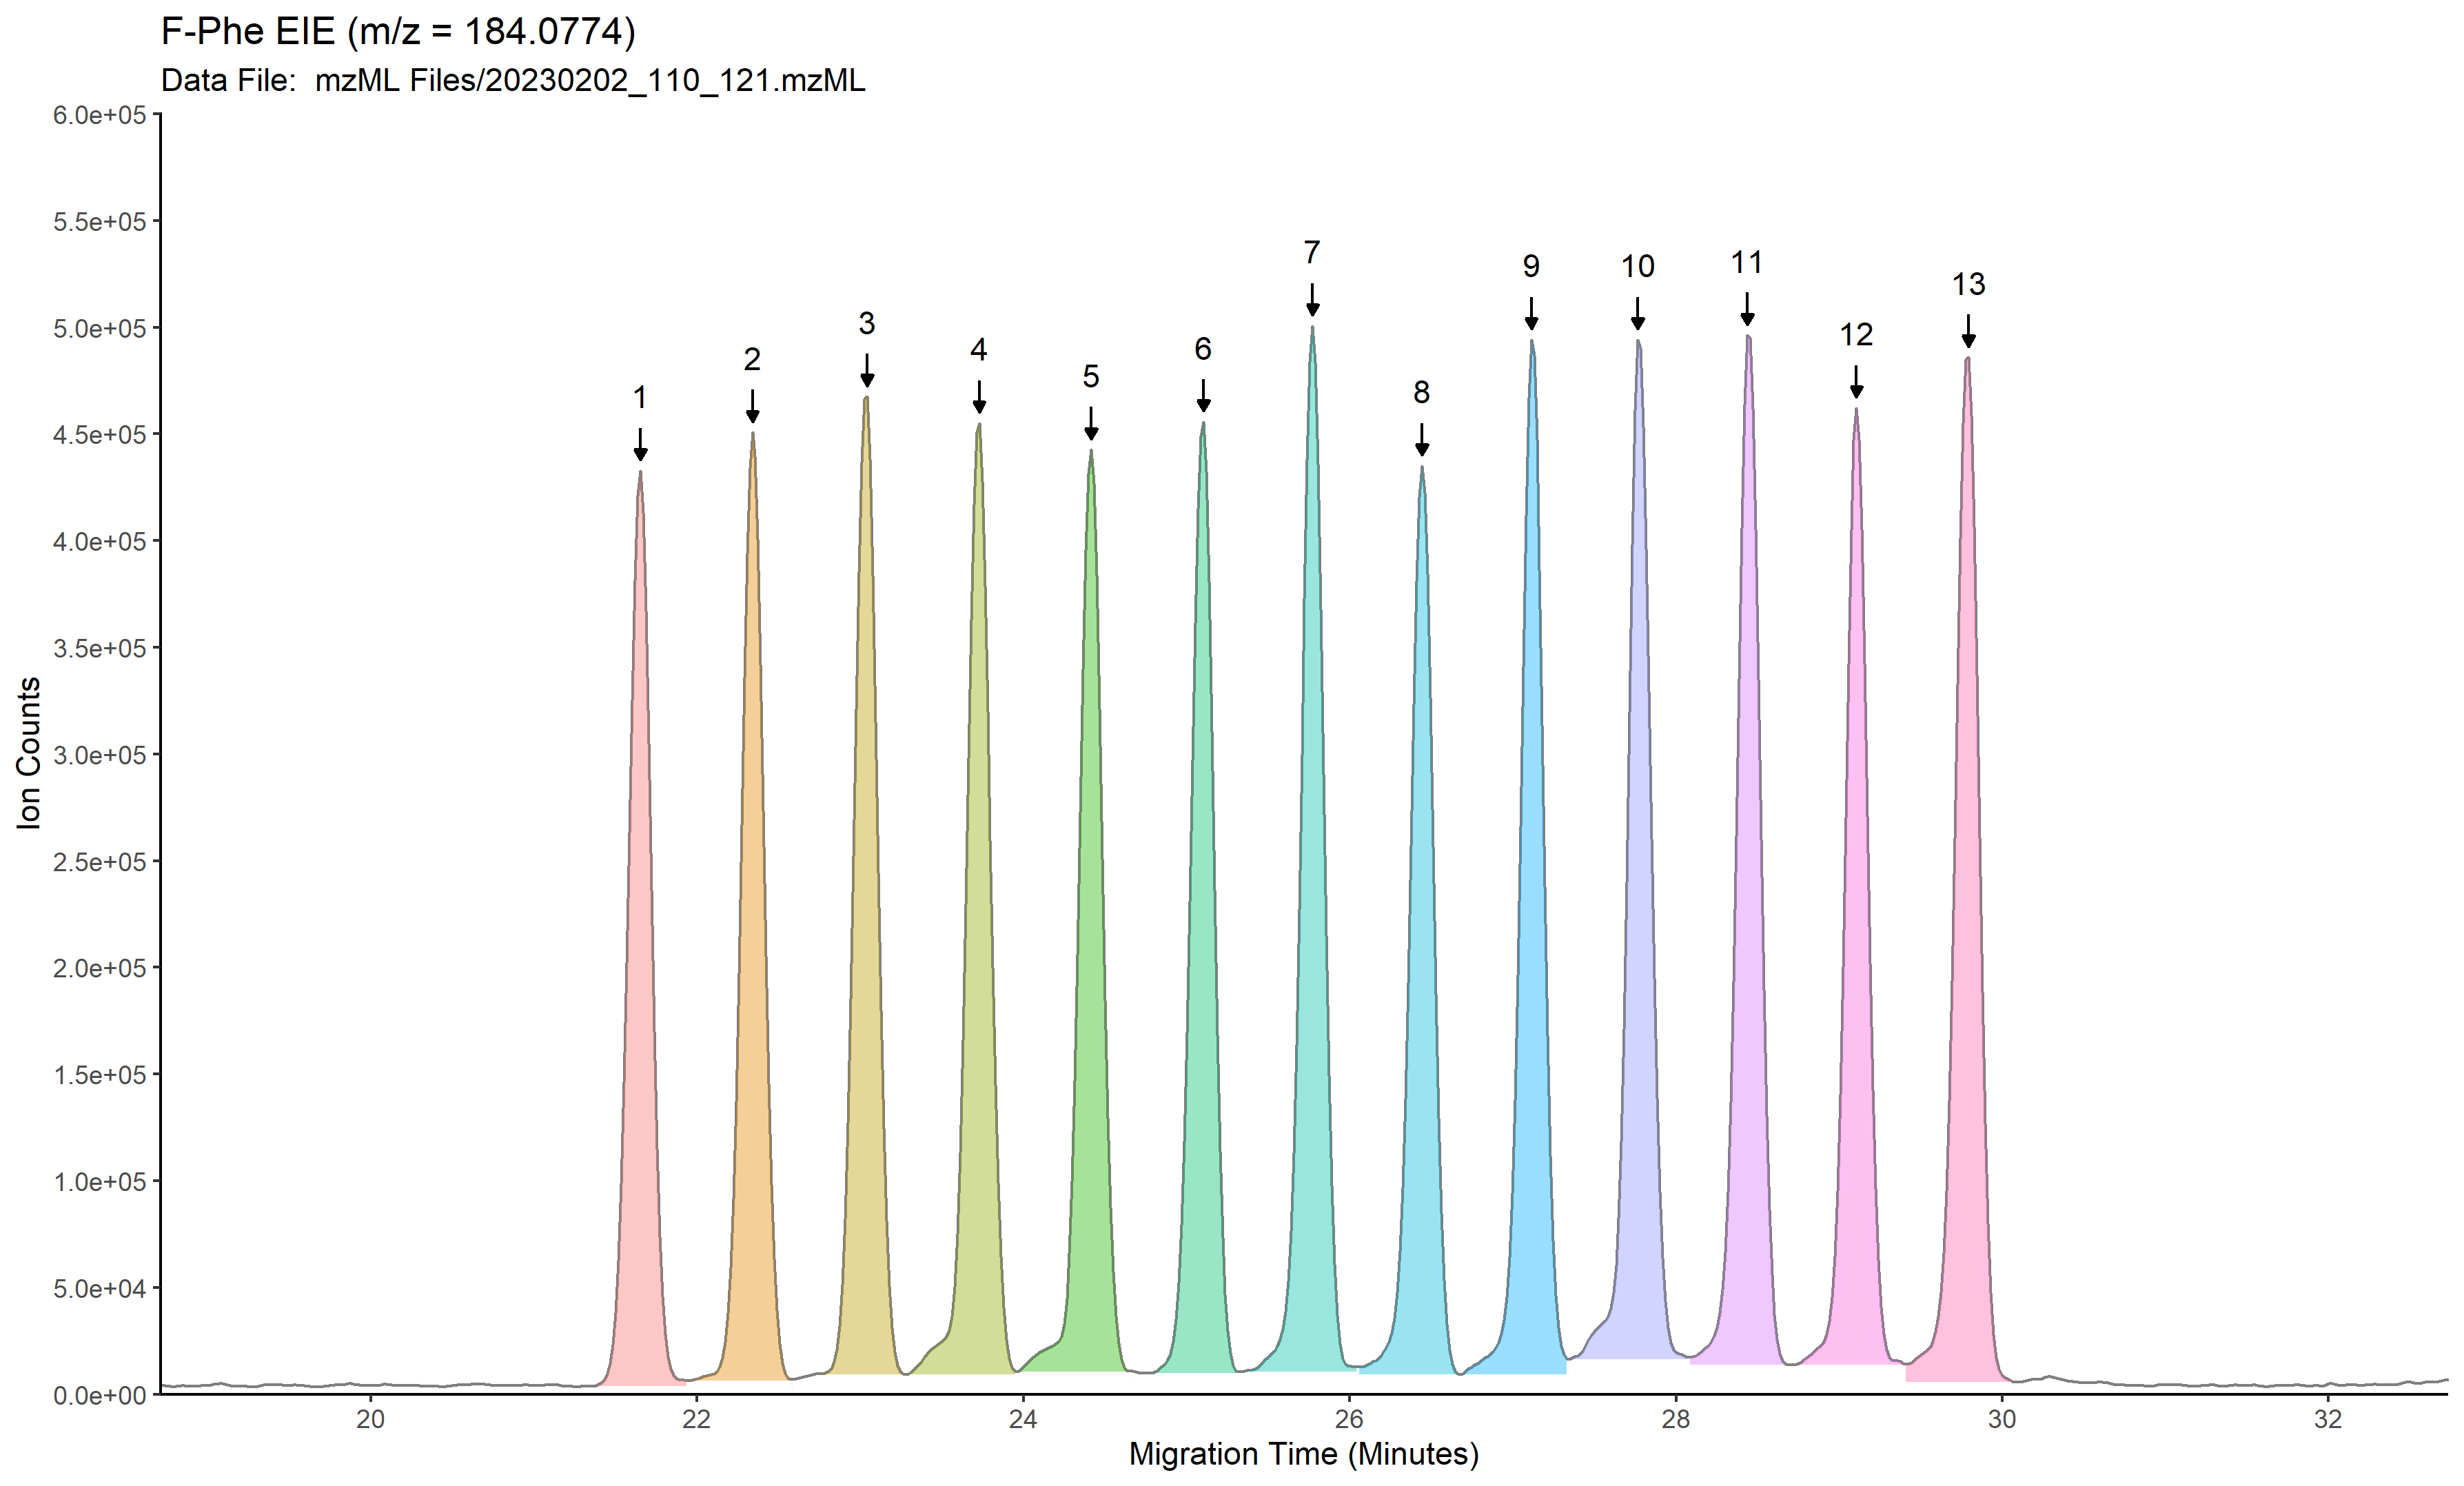 F-Phe EIE (m/z = 184.0774)
Data File:  mzML Files/20230202_110_121.mzML
6.0e+05
5.5e+05
5.0e+05
4.5e+05
4.0e+05
3.5e+05
3.0e+05
2.5e+05
2.0e+05
1.5e+05
1.0e+05
5.0e+04
0.0e+00
Ion Counts
1
2
3
4
5
6
7
8
9
10
11
12
13
20
22
24
26
28
30
32
Migration Time (Minutes)